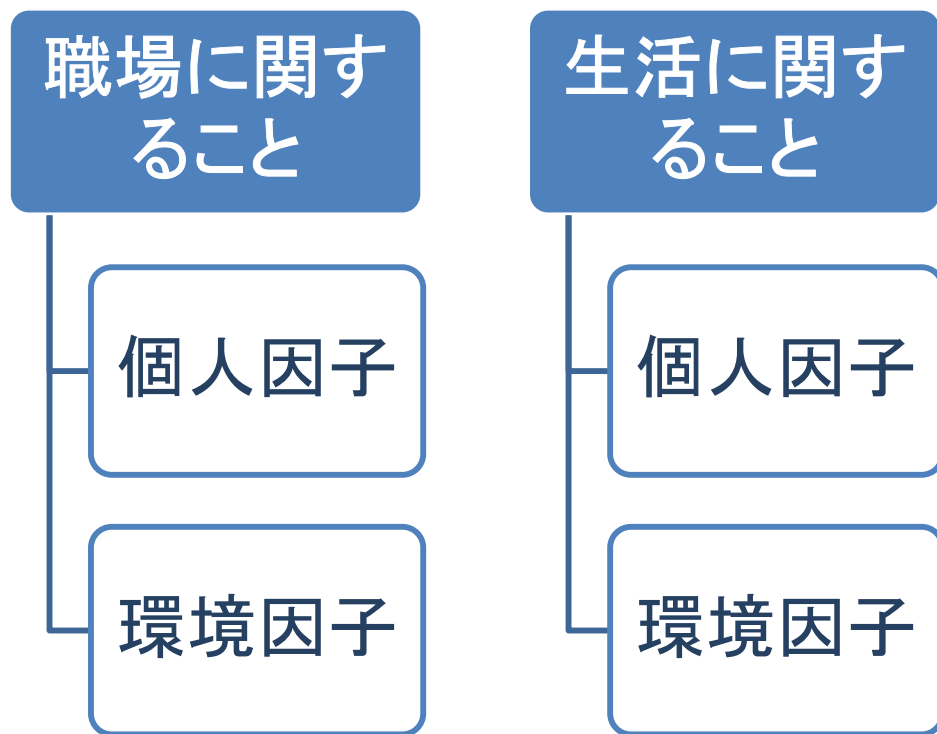 職場に関す
ること
個人因子
環境因子
生活に関す
ること
個人因子
環境因子